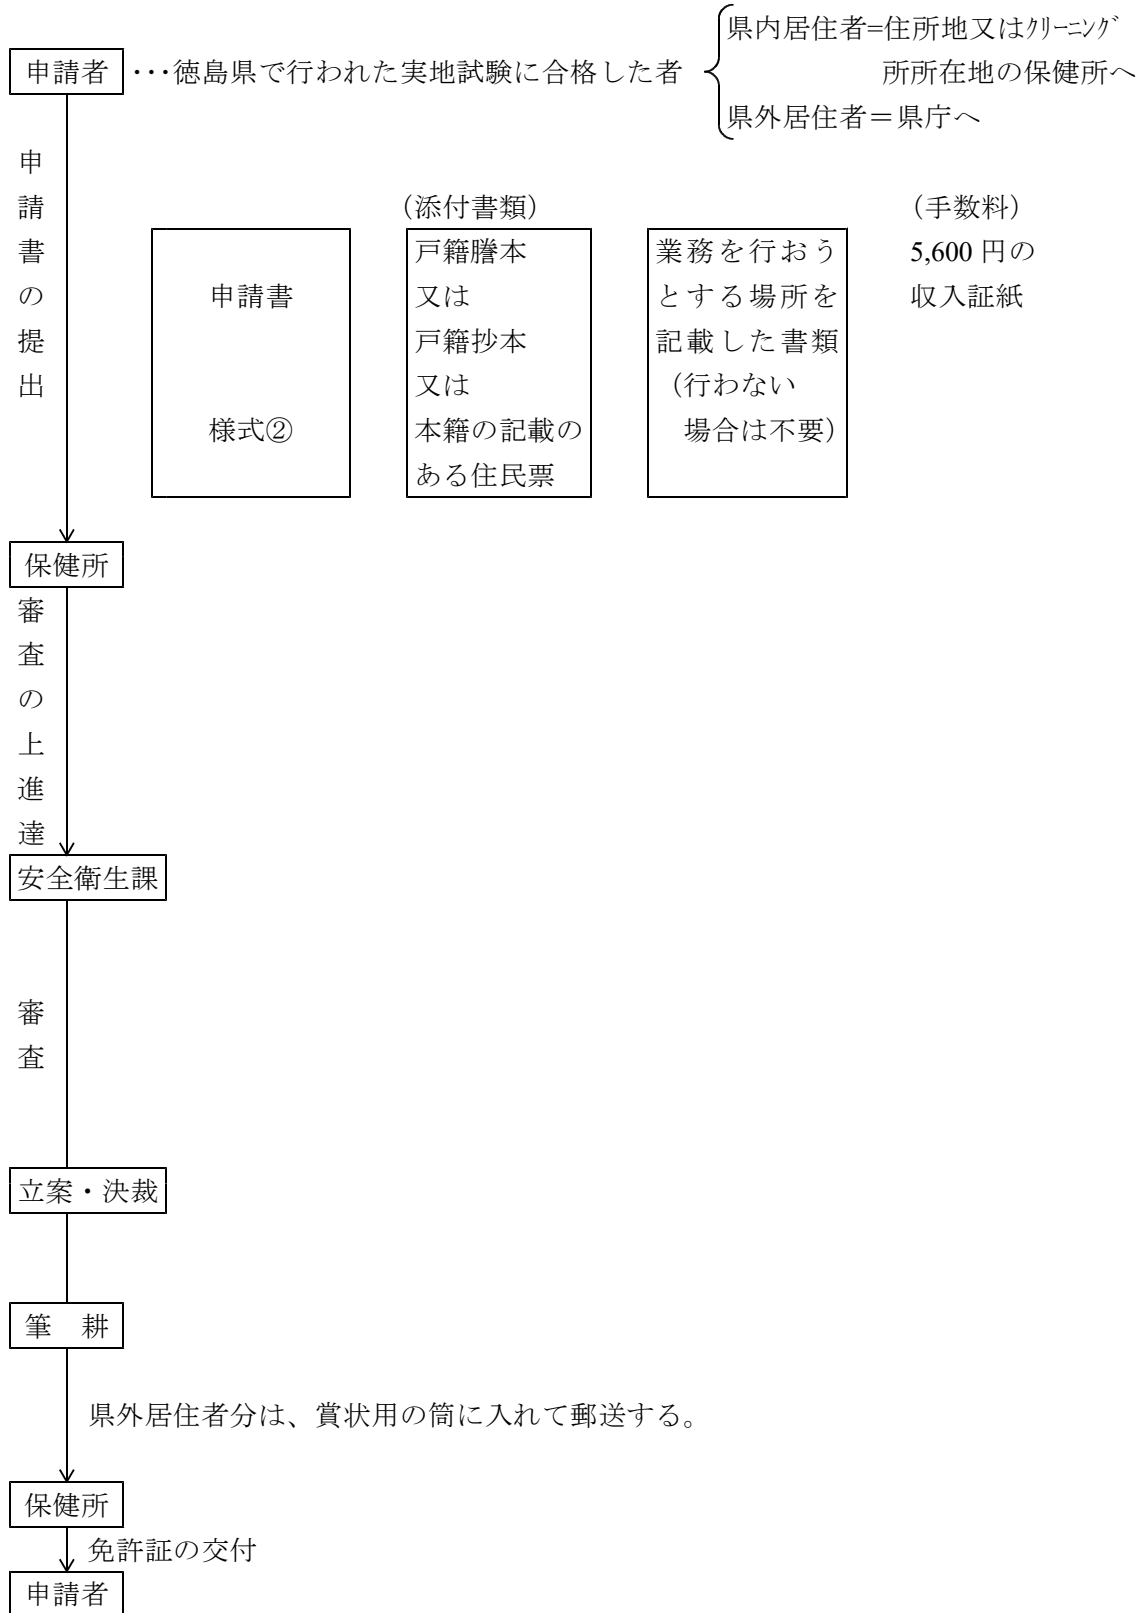 県内居住者=住所地又はｸﾘｰﾆﾝｸﾞ
申請者 ･･･徳島県で行われた実地試験に合格した者 所所在地の保健所へ
県外居住者＝県庁へ
申請書の提出
（添付書類） （手数料）
戸籍謄本 業務を行おう 5,600 円の
申請書 又は とする場所を 収入証紙
戸籍抄本 記載した書類
又は （行わない
様式② 本籍の記載の 場合は不要）
ある住民票
保健所
審査の上進達
安全衛生課
審査
立案・決裁
筆　耕
県外居住者分は、賞状用の筒に入れて郵送する。
保健所
免許証の交付
申請者